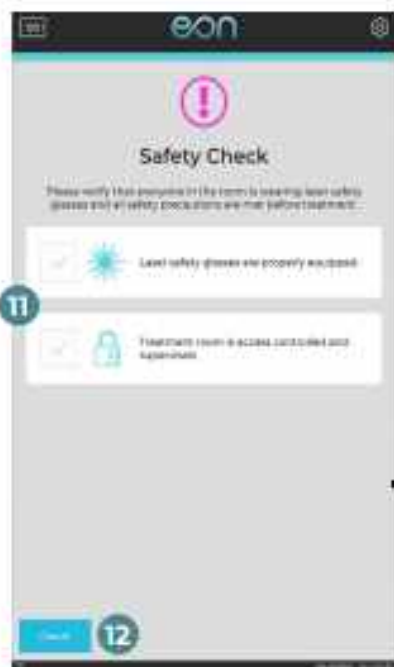 eon
Safety Check
Please verify that everyone in the room is wearing laser safety
glasses and all safety precautions are met before treatment.
Laser safety glasses are properly equipped
11
Treatment room is access controlled and
supervised
12